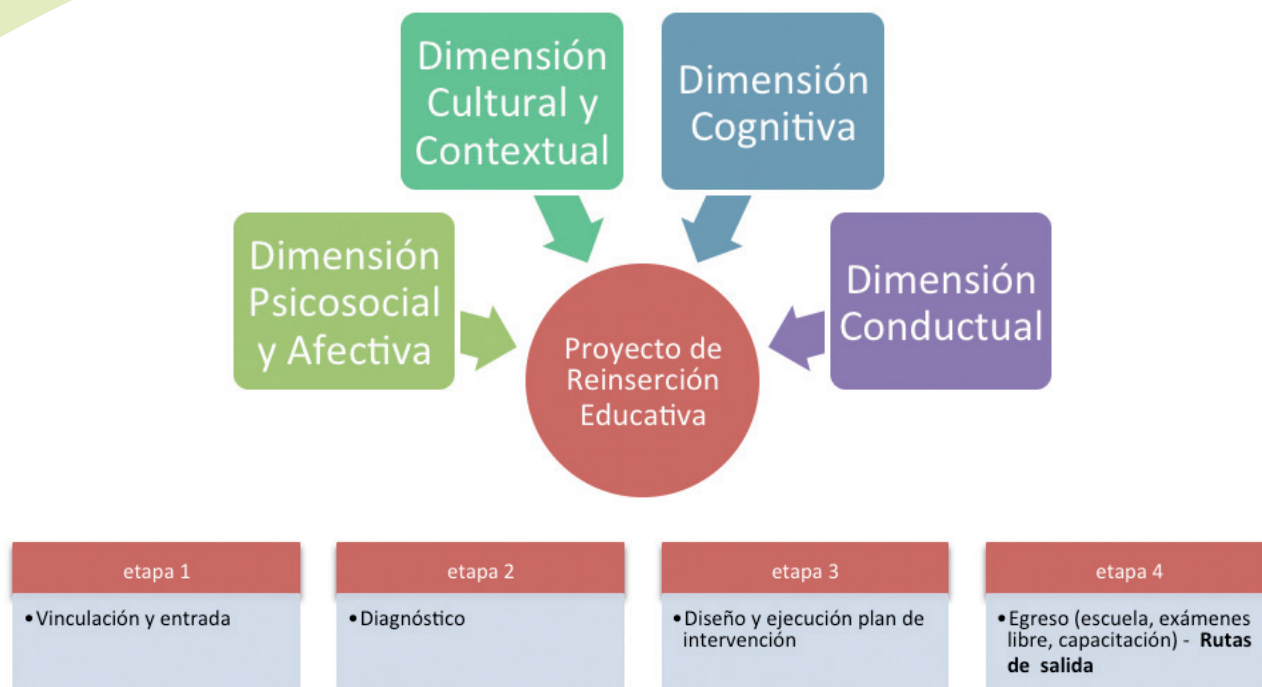 Dimensión
Cultural y
Contextual
Dimensión
Cognitiva
Dimensión
Psicosocial
y Afectiva
Dimensión
Conductual
Proyecto de
Reinserción
Educativa
etapa 1
•Vinculación y entrada
etapa 2
•Diagnóstico
etapa 3
•Diseño y ejecución plan de
intervención
etapa 4
•Egreso (escuela, exámenes
libre, capacitación) - Rutas
de salida